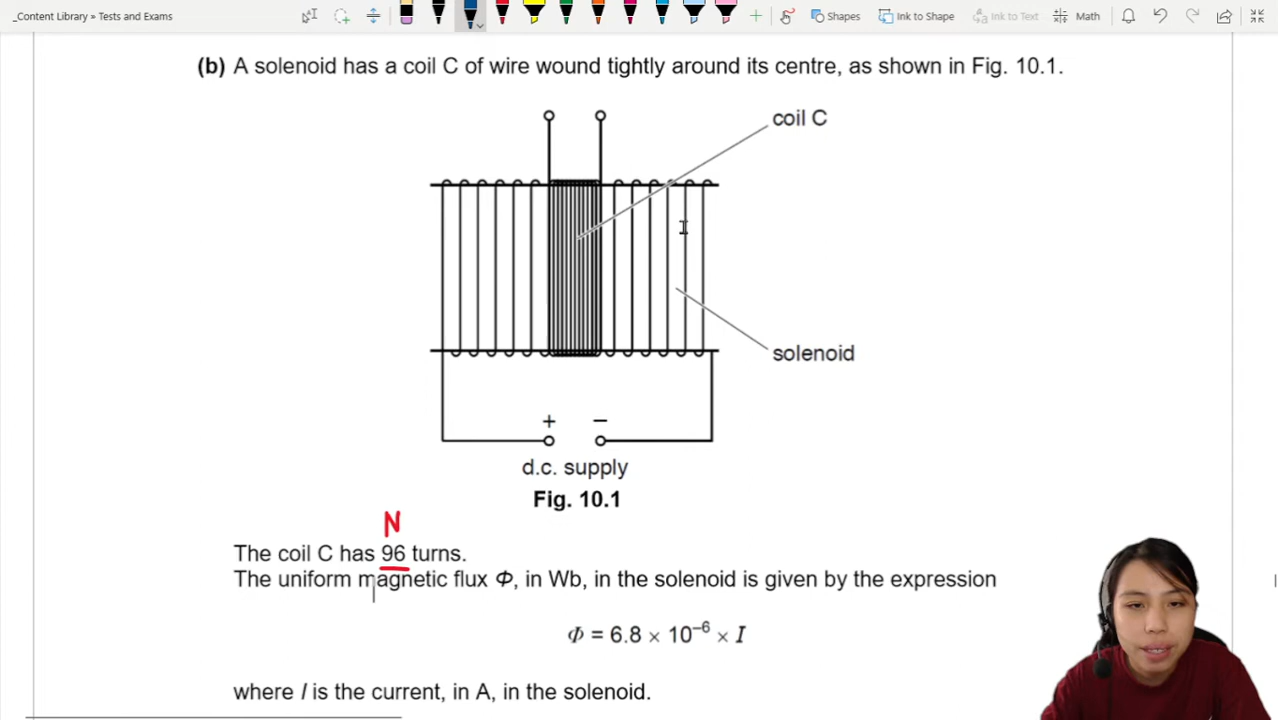 _Content Library » Tests and Exams
Shapes
Ink to Shape
Ink to Text
Math
(b) A solenoid has a coil C of wire wound tightly around its centre, as shown in Fig. 10.1.
coil C
solenoid
+ −
d.c. supply
Fig. 10.1
N
The coil C has 96 turns.
The uniform magnetic flux Φ, in Wb, in the solenoid is given by the expression
Φ = 6.8 × 10⁻⁶ × I
where I is the current, in A, in the solenoid.